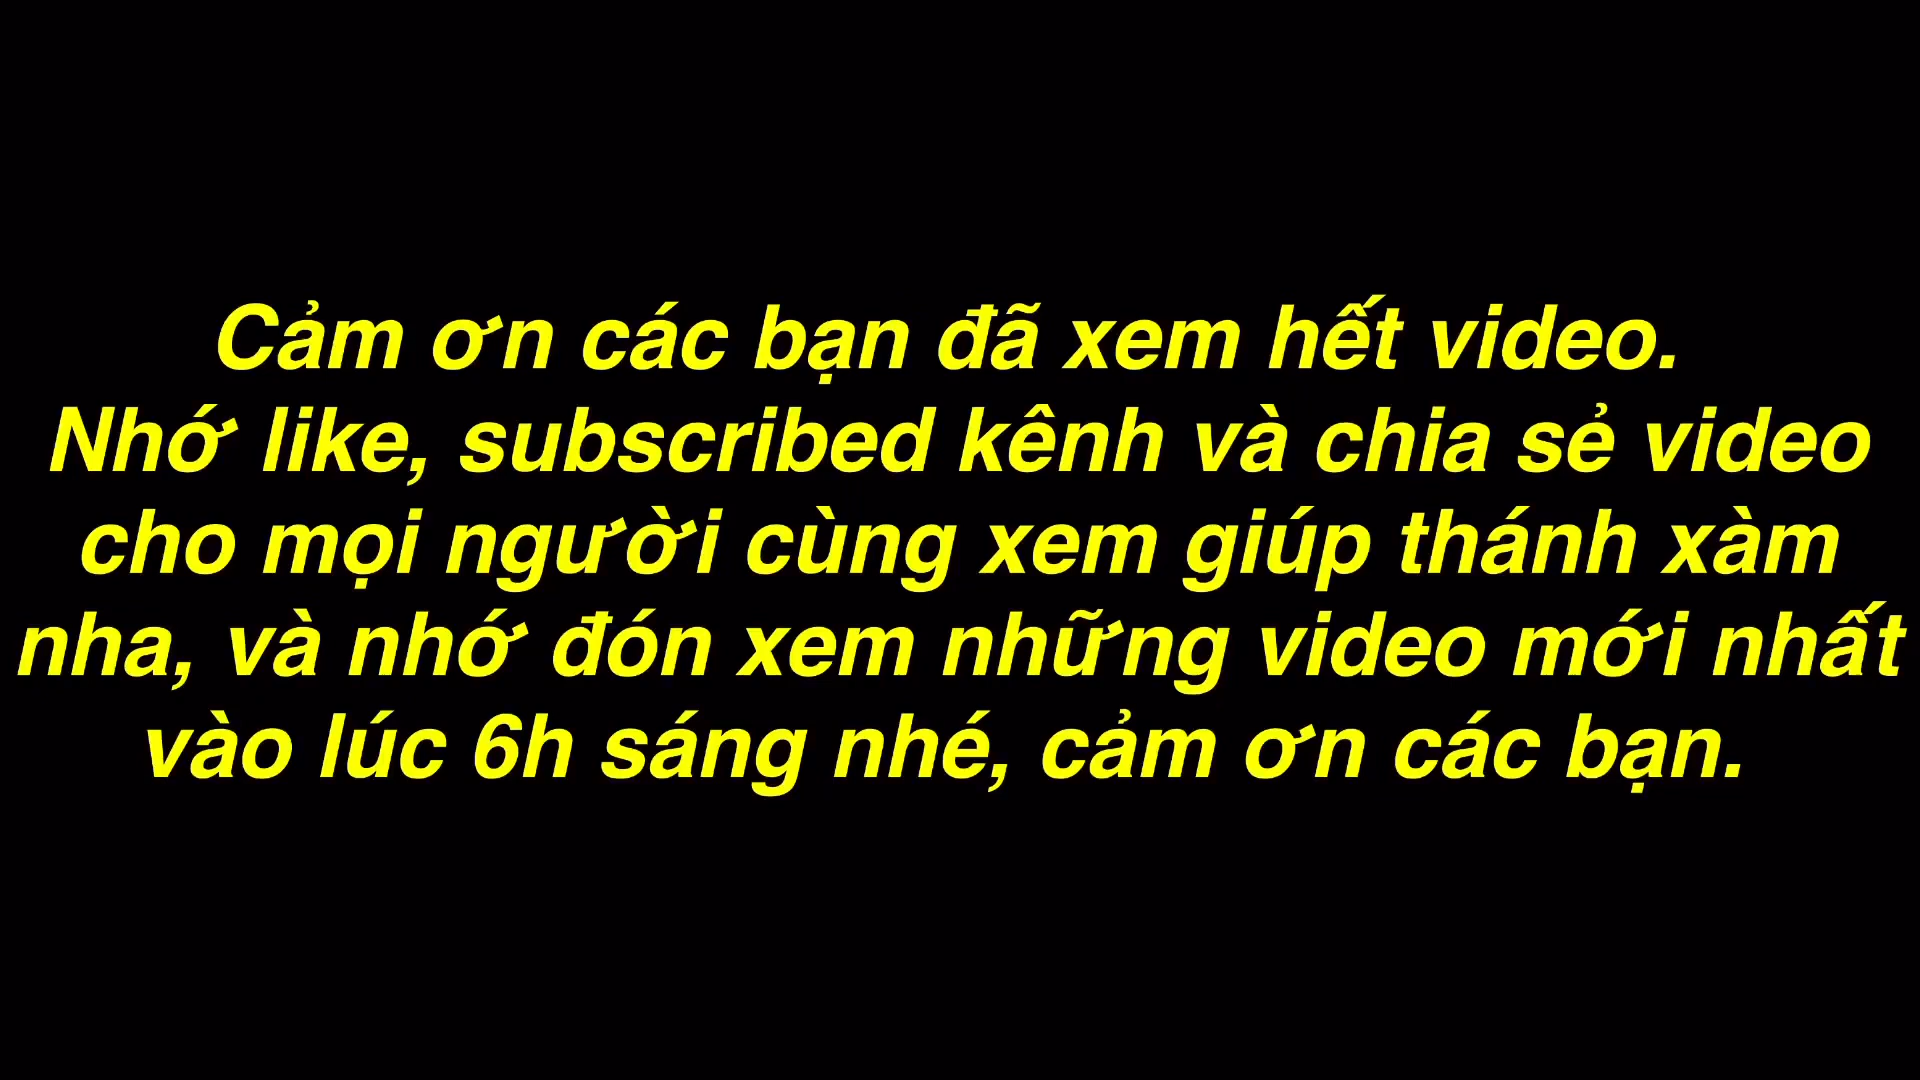 Cảm ơn các bạn đã xem hết video.
Nhớ like, subscribed kênh và chia sẻ video
cho mọi người cùng xem giúp thánh xàm
nha, và nhớ đón xem những video mới nhất
vào lúc 6h sáng nhé, cảm ơn các bạn.